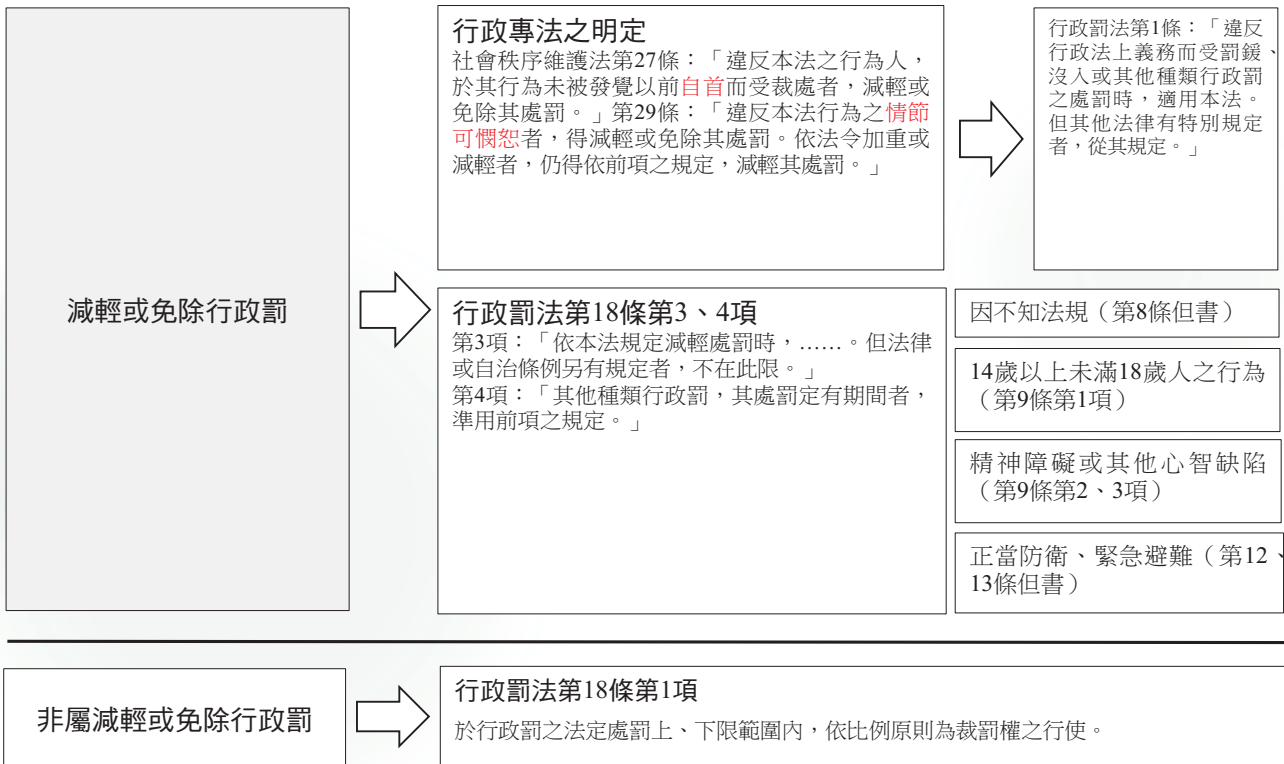 減輕或免除行政罰
行政專法之明定
社會秩序維護法第27條：「違反本法之行為人，
於其行為未被發覺以前自首而受裁處者，減輕或
免除其處罰。」第29條：「違反本法行為之情節
可憫恕者，得減輕或免除其處罰。依法令加重或
減輕者，仍得依前項之規定，減輕其處罰。」
行政罰法第1條：「違反
行政法上義務而受罰鍰、
沒入或其他種類行政罰
之處罰時，適用本法。
但其他法律有特別規定
者，從其規定。」
行政罰法第18條第3、4項
第3項：「依本法規定減輕處罰時，……。但法律
或自治條例另有規定者，不在此限。」
第4項：「其他種類行政罰，其處罰定有期間者，
準用前項之規定。」
因不知法規（第8條但書）
14歲以上未滿18歲人之行為
（第9條第1項）
精神障礙或其他心智缺陷
（第9條第2、3項）
正當防衛、緊急避難（第12、
13條但書）
非屬減輕或免除行政罰
行政罰法第18條第1項
於行政罰之法定處罰上、下限範圍內，依比例原則為裁罰權之行使。